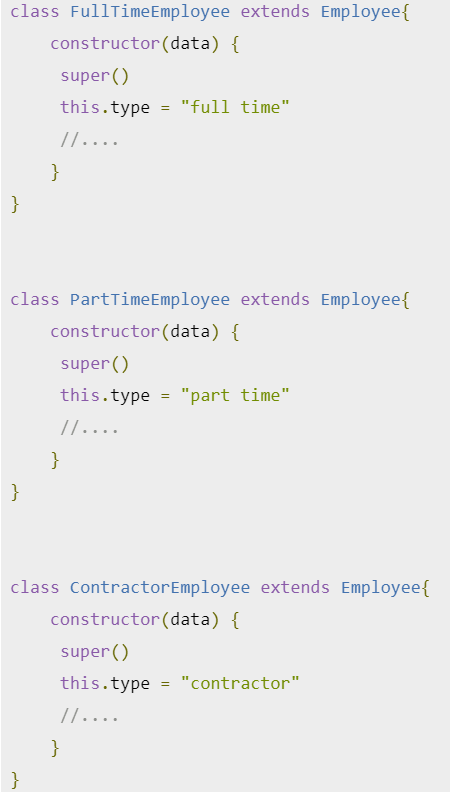 class FullTimeEmployee extends Employee{
    constructor(data) {
     super()
     this.type = "full time"
     //....
    }
}
class PartTimeEmployee extends Employee{
    constructor(data) {
     super()
     this.type = "part time"
     //....
    }
}
class ContractorEmployee extends Employee{
    constructor(data) {
     super()
     this.type = "contractor"
     //....
    }
}